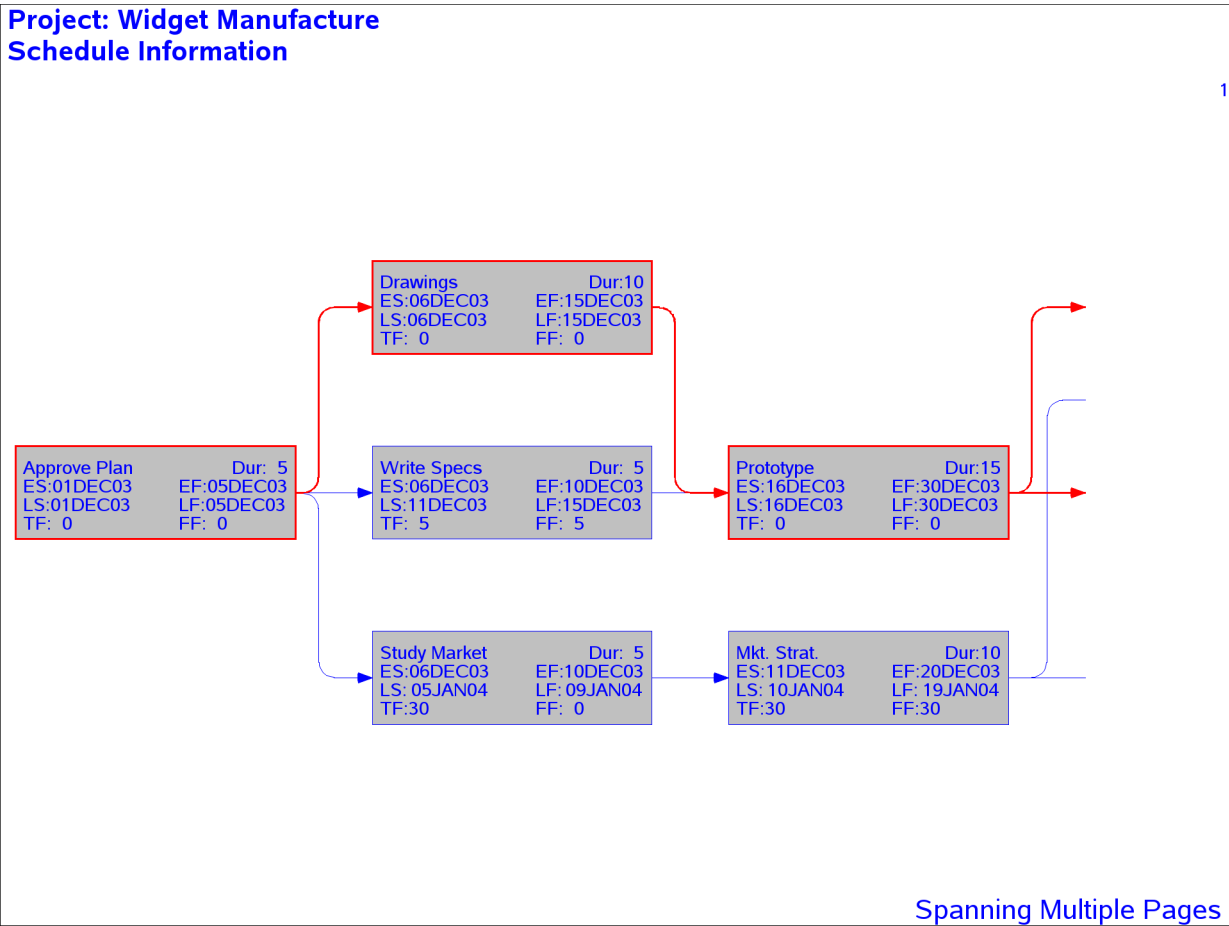 Project: Widget Manufacture
Schedule Information
1
Drawings Dur:10
ES:06DEC03 EF:15DEC03
LS:06DEC03 LF:15DEC03
TF: 0 FF: 0
Approve Plan Dur: 5
ES:01DEC03 EF:05DEC03
LS:01DEC03 LF:05DEC03
TF: 0 FF: 0
Write Specs Dur: 5
ES:06DEC03 EF:10DEC03
LS:11DEC03 LF:15DEC03
TF: 5 FF: 5
Prototype Dur:15
ES:16DEC03 EF:30DEC03
LS:16DEC03 LF:30DEC03
TF: 0 FF: 0
Study Market Dur: 5
ES:06DEC03 EF:10DEC03
LS: 05JAN04 LF: 09JAN04
TF:30 FF: 0
Mkt. Strat. Dur:10
ES:11DEC03 EF:20DEC03
LS: 10JAN04 LF: 19JAN04
TF:30 FF:30
Spanning Multiple Pages